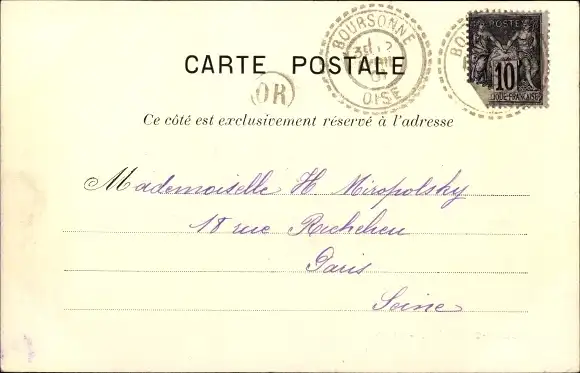 BOURSONNE
OISE
POSTES
10
CARTE POSTALE
OR
Ce côté est exclusivement réservé à l'adresse
Mademoiselle H Miropolsky
18 rue Richelieu
Paris
Seine